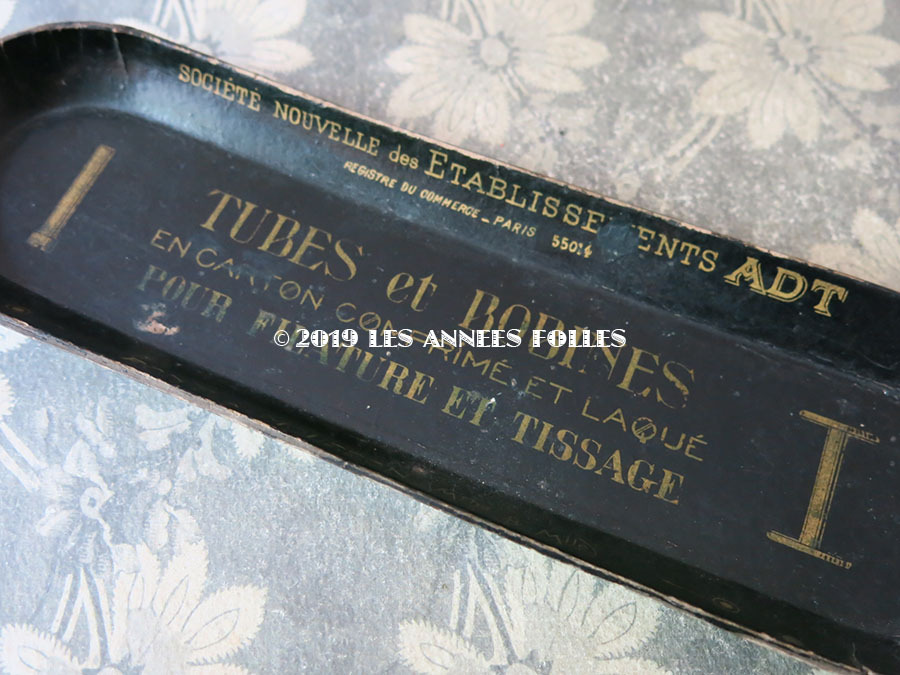 SOCIÉTÉ NOUVELLE des ETABLISSEMENTS ADT
REGISTRE DU COMMERCE _ PARIS
TUBES et BOBINES
EN CARTON COMPRIMÉ ET LAQUÉ
POUR FILATURE ET TISSAGE
© 2019 LES ANNEES FOLLES